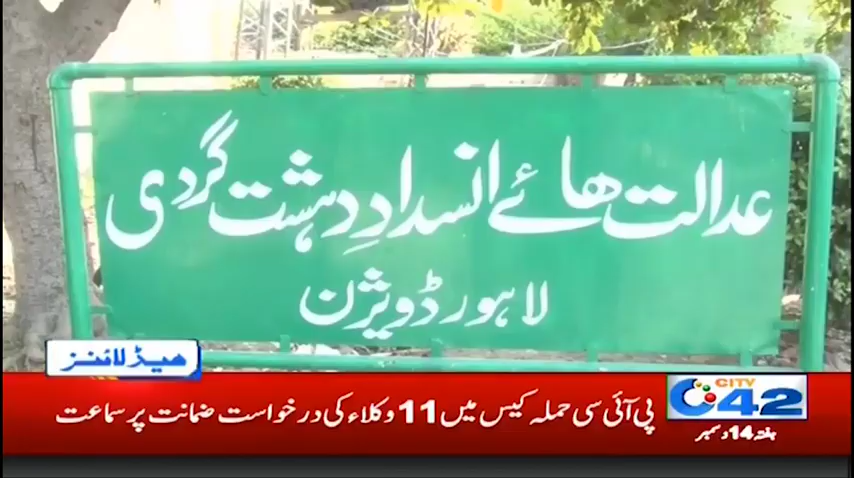 عدالت ھائے انسدادِ دہشت گردی
لاہور ڈویژن
ھیڈ لائنز
پی آئی سی حملہ کیس میں 11 وکلاء کی درخواست ضمانت پر سماعت
CITY
42
ہفتہ 14 دسمبر